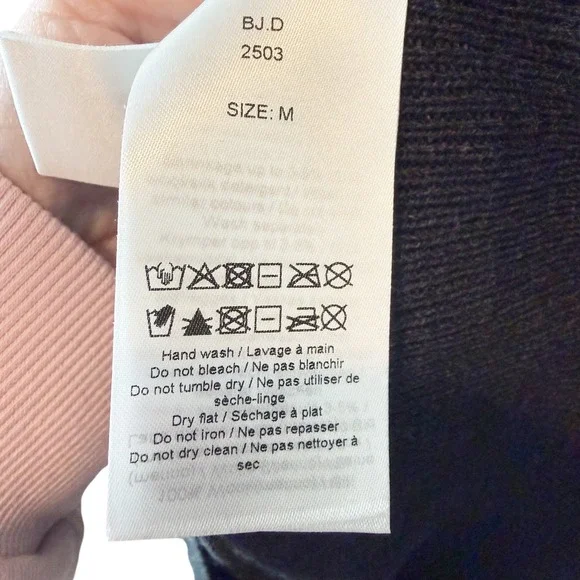 BJ.D
2503
SIZE: M
Hand wash / Lavage à main
Do not bleach / Ne pas blanchir
Do not tumble dry / Ne pas utiliser de
sèche-linge
Dry flat / Séchage à plat
Do not iron / Ne pas repasser
Do not dry clean / Ne pas nettoyer à
sec